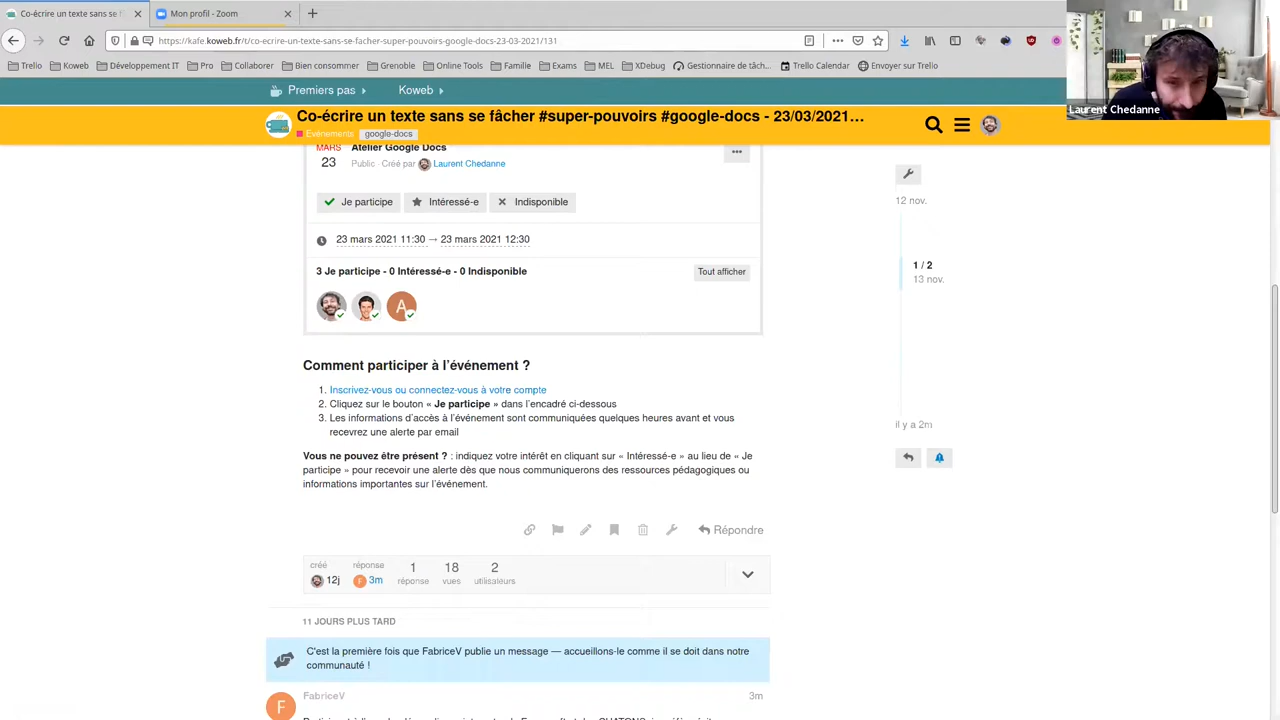 Co-écrire un texte sans se f
Mon profil - Zoom
https://kafe.koweb.fr/t/co-ecrire-un-texte-sans-se-facher-super-pouvoirs-google-docs-23-03-2021/131
Trello Koweb Développement IT Pro Collaborer Bien consommer Grenoble Online Tools Famille Exams MEL XDebug Gestionnaire de tâch... Trello Calendar Envoyer sur Trello
Laurent Chedanne
Premiers pas Koweb
Co-écrire un texte sans se fâcher #super-pouvoirs #google-docs - 23/03/2021…
Evénements google-docs
MARS
23
Atelier Google Docs
Public · Créé par Laurent Chedanne
Je participe Intéressé-e Indisponible
23 mars 2021 11:30 → 23 mars 2021 12:30
3 Je participe - 0 Intéressé-e - 0 Indisponible
Tout afficher
A
12 nov.
1 / 2
13 nov.
il y a 2m
Comment participer à l'événement ?
1. Inscrivez-vous ou connectez-vous à votre compte
2. Cliquez sur le bouton « Je participe » dans l'encadré ci-dessous
3. Les informations d'accès à l'événement sont communiquées quelques heures avant et vous
recevrez une alerte par email
Vous ne pouvez être présent ? : indiquez votre intérêt en cliquant sur « Intéressé-e » au lieu de « Je
participe » pour recevoir une alerte dès que nous communiquerons des ressources pédagogiques ou
informations importantes sur l'événement.
Répondre
créé réponse 1 18 2
12j F 3m réponse vues utilisateurs
11 JOURS PLUS TARD
C'est la première fois que FabriceV publie un message — accueillons-le comme il se doit dans notre
communauté !
F
FabriceV
3m